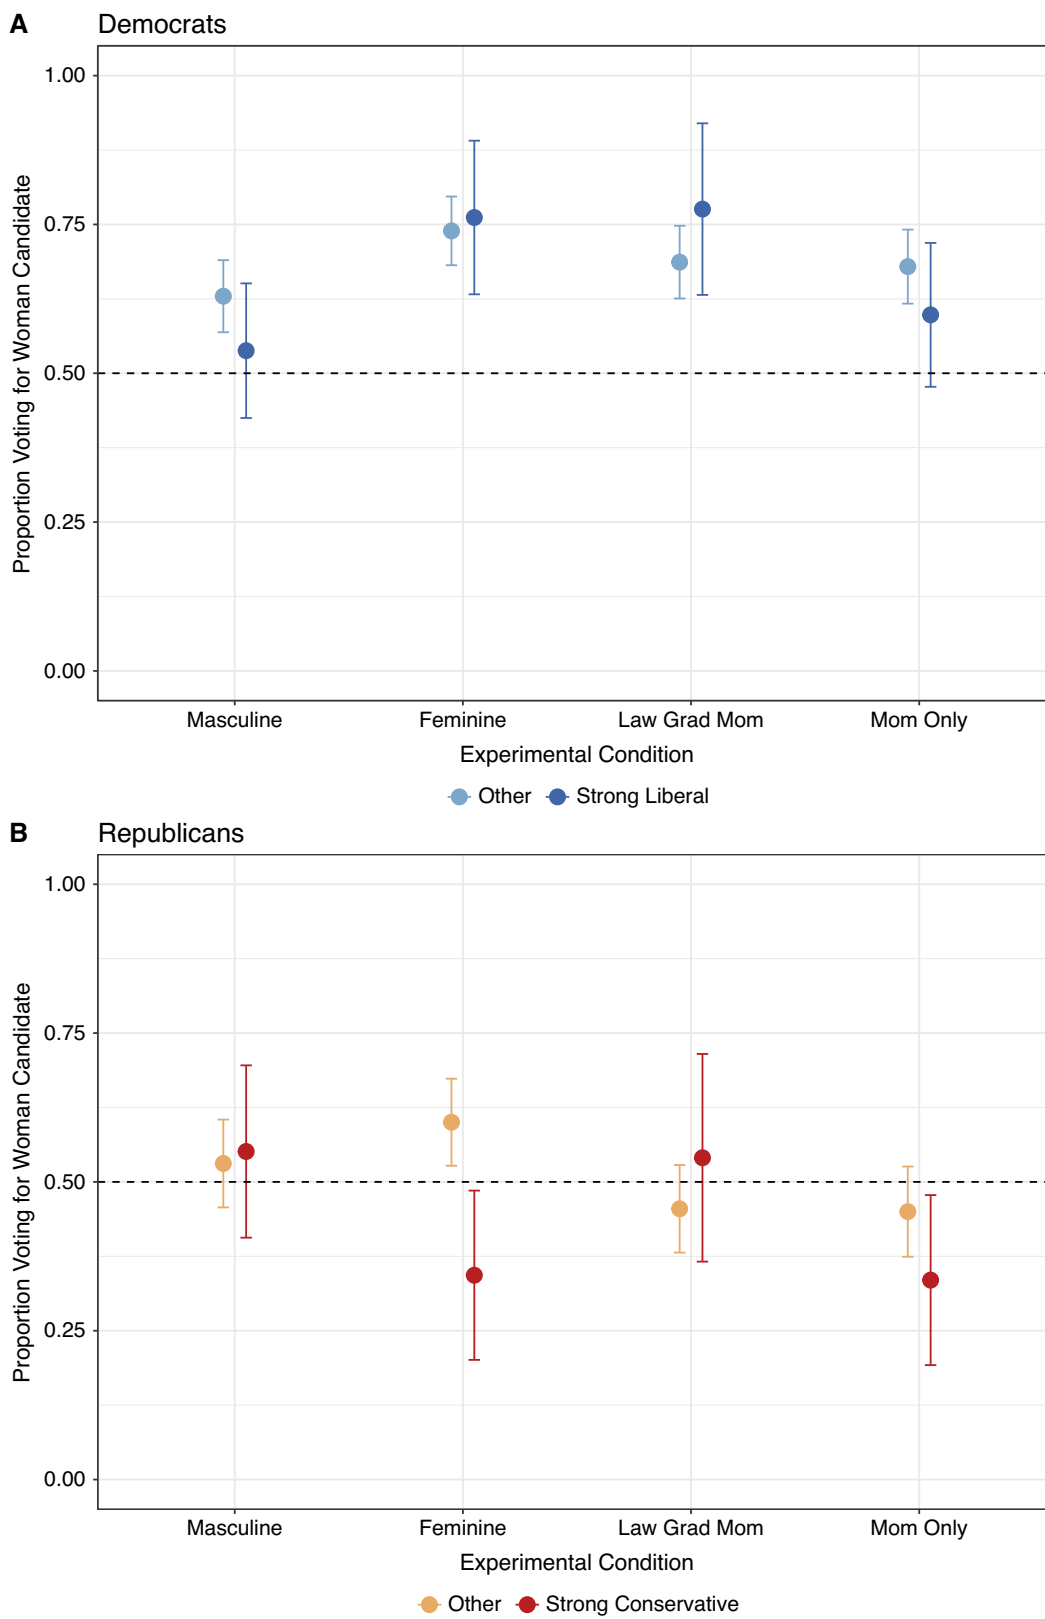 A Democrats
1.00
0.75
0.50
0.25
0.00
Proportion Voting for Woman Candidate
Masculine Feminine Law Grad Mom Mom Only
Experimental Condition
Other Strong Liberal
B Republicans
1.00
0.75
0.50
0.25
0.00
Proportion Voting for Woman Candidate
Masculine Feminine Law Grad Mom Mom Only
Experimental Condition
Other Strong Conservative